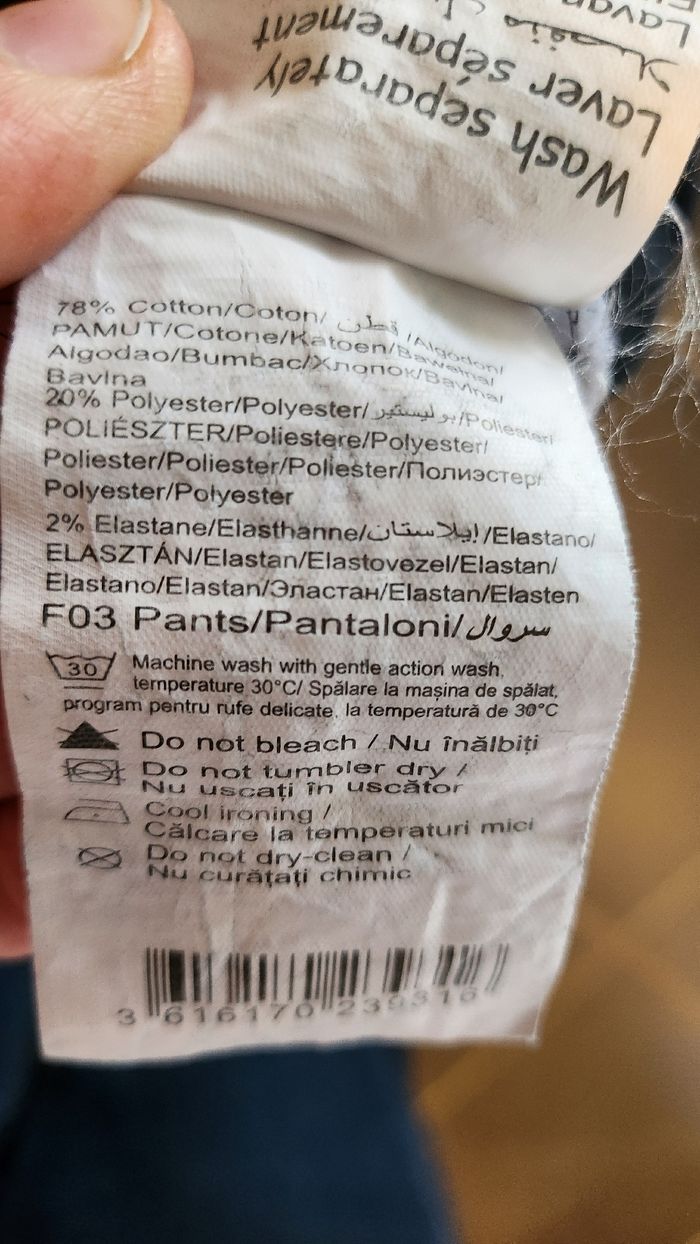 Wash separately
Laver séparément
78% Cotton/Coton/ قطن /Algodon/
PAMUT/Cotone/Katoen/Bawelna/
Algodao/Bumbac/Хлопок/Bavlna/
Bavlna
20% Polyester/Polyester/بوليستير/Poliester/
POLIÉSZTER/Poliestere/Polyester/
Poliester/Poliester/Poliester/Полиэстер/
Polyester/Polyester
2% Elastane/Elasthanne/إيلاستان/Elastano/
ELASZTÁN/Elastan/Elastovezel/Elastan/
Elastano/Elastan/Эластан/Elastan/Elasten
F03 Pants/Pantaloni/سروال
30 Machine wash with gentle action wash,
temperature 30°C/ Spălare la mașina de spălat,
program pentru rufe delicate, la temperatură de 30°C
Do not bleach / Nu înălbiți
Do not tumbler dry /
Nu uscați în uscător
Cool ironing /
Călcare la temperaturi mici
Do not dry-clean /
Nu curățați chimic
3 616170 239316